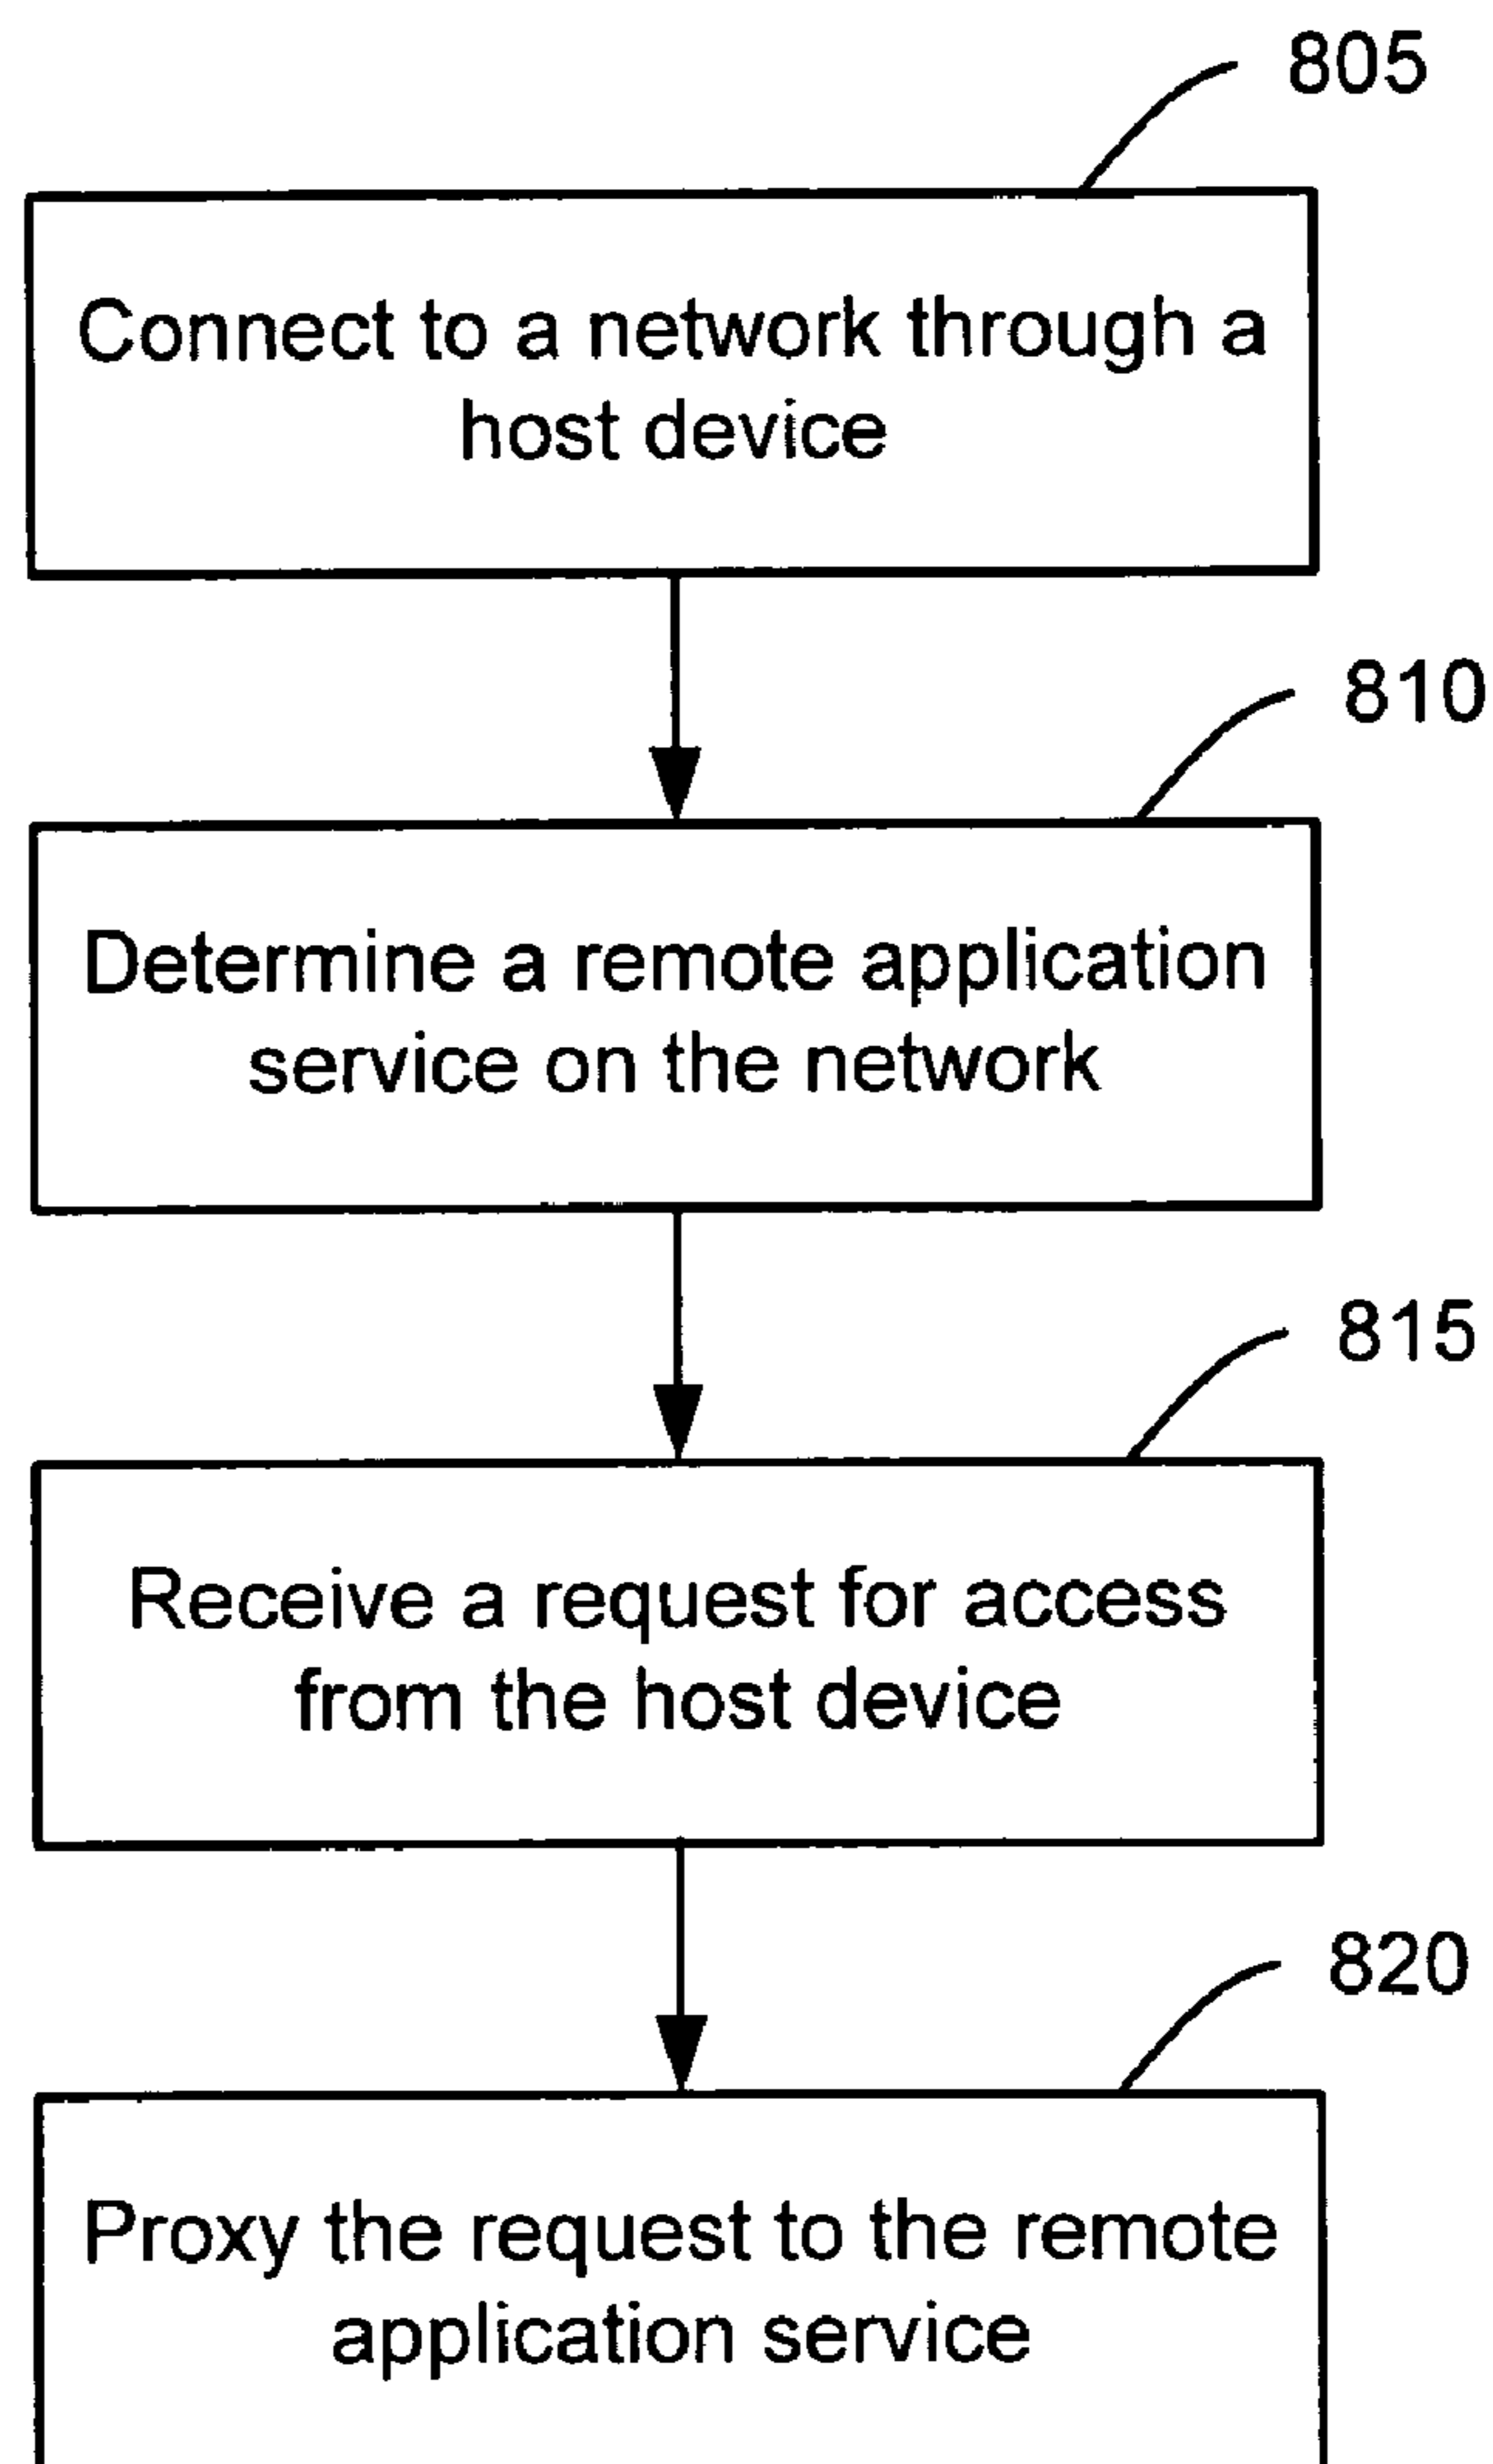 805
Connect to a network through a
host device
810
Determine a remote application
service on the network
815
Receive a request for access
from the host device
820
Proxy the request to the remote
application service